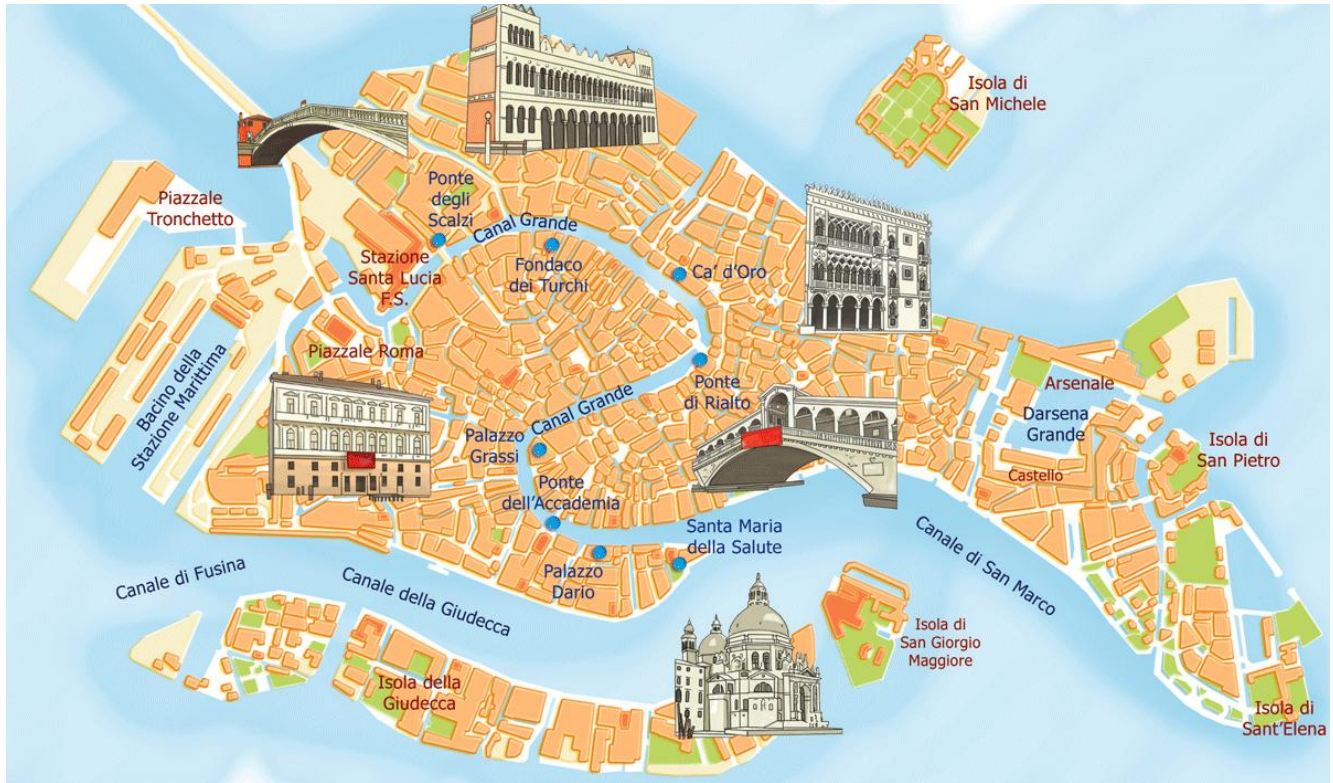 Isola di
San Michele
Piazzale
Tronchetto
Ponte
degli
Scalzi
Canal Grande
Stazione
Santa Lucia
F.S.
Fondaco
dei Turchi
Ca' d'Oro
Piazzale Roma
Bacino della
Stazione Marittima
Ponte
di Rialto
Canal Grande
Arsenale
Darsena
Grande
Palazzo
Grassi
Isola di
San Pietro
Castello
Ponte
dell'Accademia
Santa Maria
della Salute
Palazzo
Dario
Canale di San Marco
Canale di Fusina
Canale della Giudecca
Isola di
San Giorgio
Maggiore
Isola della
Giudecca
Isola di
Sant'Elena